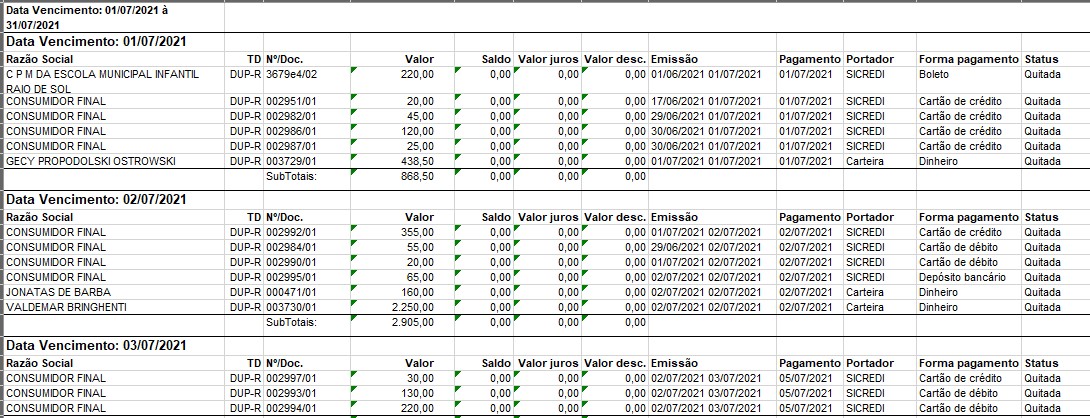 Data Vencimento: 01/07/2021 à
31/07/2021
Data Vencimento: 01/07/2021
Razão Social TD Nº/Doc. Valor Saldo Valor juros Valor desc. Emissão Pagamento Portador Forma pagamento Status
C P M DA ESCOLA MUNICIPAL INFANTIL DUP-R 3679e4/02 220,00 0,00 0,00 0,00 01/06/2021 01/07/2021 01/07/2021 SICREDI Boleto Quitada
RAIO DE SOL
CONSUMIDOR FINAL DUP-R 002951/01 20,00 0,00 0,00 0,00 17/06/2021 01/07/2021 01/07/2021 SICREDI Cartão de crédito Quitada
CONSUMIDOR FINAL DUP-R 002982/01 45,00 0,00 0,00 0,00 29/06/2021 01/07/2021 01/07/2021 SICREDI Cartão de crédito Quitada
CONSUMIDOR FINAL DUP-R 002986/01 120,00 0,00 0,00 0,00 30/06/2021 01/07/2021 01/07/2021 SICREDI Cartão de crédito Quitada
CONSUMIDOR FINAL DUP-R 002987/01 25,00 0,00 0,00 0,00 30/06/2021 01/07/2021 01/07/2021 SICREDI Cartão de crédito Quitada
GECY PROPODOLSKI OSTROWSKI DUP-R 003729/01 438,50 0,00 0,00 0,00 01/07/2021 01/07/2021 01/07/2021 Carteira Dinheiro Quitada
SubTotais: 868,50 0,00 0,00 0,00
Data Vencimento: 02/07/2021
Razão Social TD Nº/Doc. Valor Saldo Valor juros Valor desc. Emissão Pagamento Portador Forma pagamento Status
CONSUMIDOR FINAL DUP-R 002992/01 355,00 0,00 0,00 0,00 01/07/2021 02/07/2021 02/07/2021 SICREDI Cartão de crédito Quitada
CONSUMIDOR FINAL DUP-R 002984/01 55,00 0,00 0,00 0,00 29/06/2021 02/07/2021 02/07/2021 SICREDI Cartão de débito Quitada
CONSUMIDOR FINAL DUP-R 002990/01 20,00 0,00 0,00 0,00 01/07/2021 02/07/2021 02/07/2021 SICREDI Cartão de débito Quitada
CONSUMIDOR FINAL DUP-R 002995/01 65,00 0,00 0,00 0,00 02/07/2021 02/07/2021 02/07/2021 SICREDI Depósito bancário Quitada
JONATAS DE BARBA DUP-R 000471/01 160,00 0,00 0,00 0,00 02/07/2021 02/07/2021 02/07/2021 Carteira Dinheiro Quitada
VALDEMAR BRINGHENTI DUP-R 003730/01 2.250,00 0,00 0,00 0,00 02/07/2021 02/07/2021 02/07/2021 Carteira Dinheiro Quitada
SubTotais: 2.905,00 0,00 0,00 0,00
Data Vencimento: 03/07/2021
Razão Social TD Nº/Doc. Valor Saldo Valor juros Valor desc. Emissão Pagamento Portador Forma pagamento Status
CONSUMIDOR FINAL DUP-R 002997/01 30,00 0,00 0,00 0,00 02/07/2021 03/07/2021 05/07/2021 SICREDI Cartão de crédito Quitada
CONSUMIDOR FINAL DUP-R 002993/01 130,00 0,00 0,00 0,00 02/07/2021 03/07/2021 05/07/2021 SICREDI Cartão de débito Quitada
CONSUMIDOR FINAL DUP-R 002994/01 220,00 0,00 0,00 0,00 02/07/2021 03/07/2021 05/07/2021 SICREDI Cartão de débito Quitada